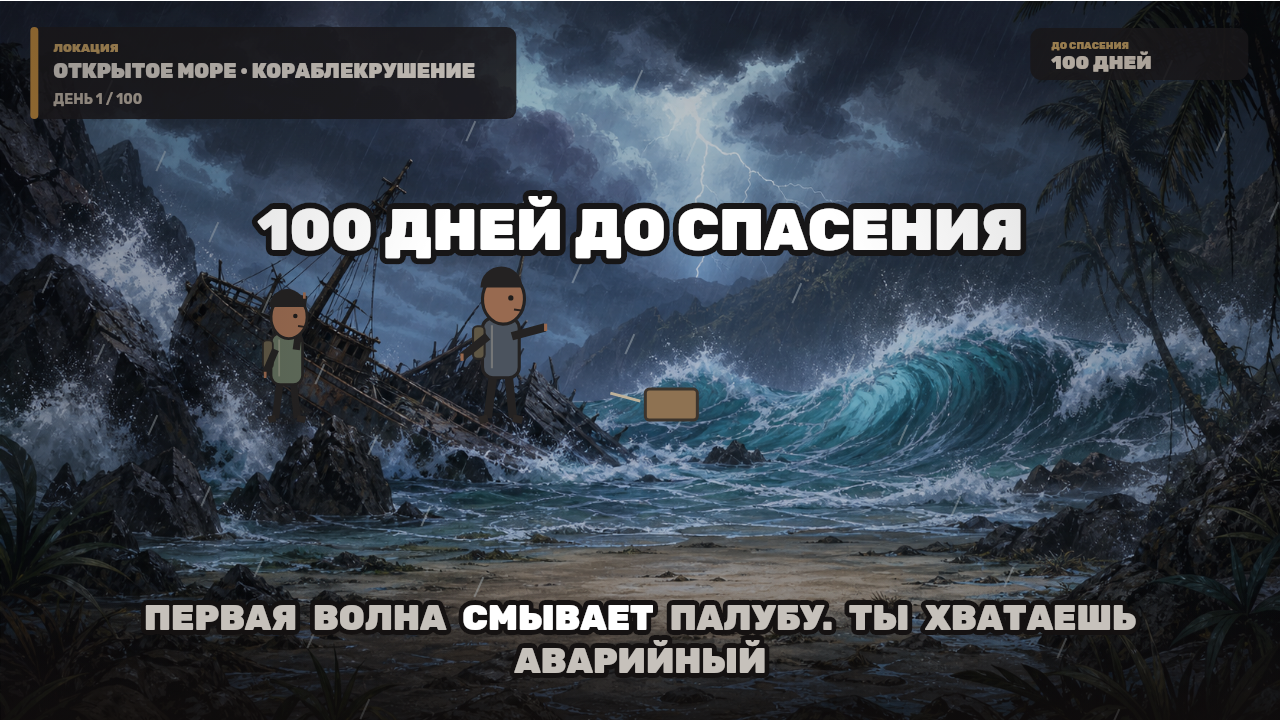 ЛОКАЦИЯ
ОТКРЫТОЕ МОРЕ • КОРАБЛЕКРУШЕНИЕ
ДЕНЬ 1 / 100
ДО СПАСЕНИЯ
100 ДНЕЙ
100 ДНЕЙ ДО СПАСЕНИЯ
ПЕРВАЯ ВОЛНА СМЫВАЕТ ПАЛУБУ. ТЫ ХВАТАЕШЬ
АВАРИЙНЫЙ